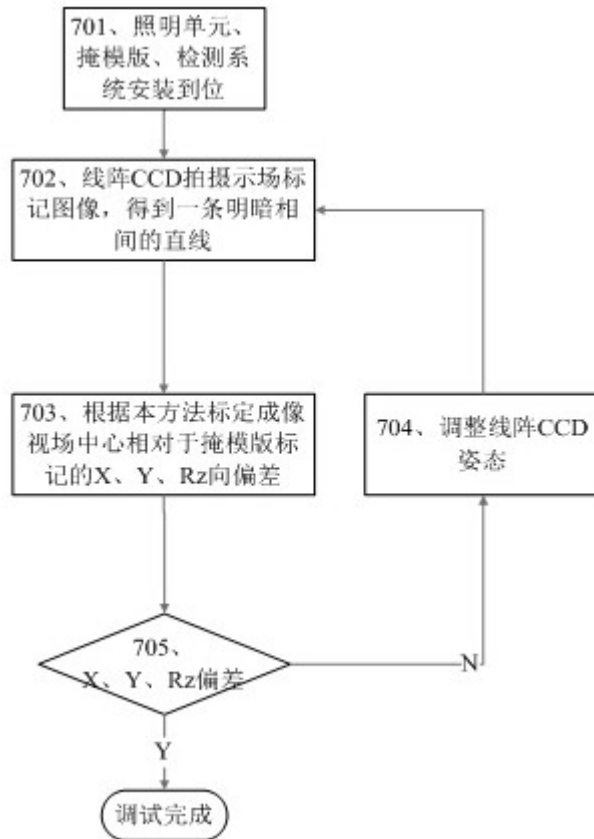 701、照明单元、
掩模版、检测系
统安装到位
702、线阵CCD拍摄示场标
记图像，得到一条明暗相
间的直线
703、根据本方法标定成像
视场中心相对于掩模版标
记的X、Y、Rz向偏差
704、调整线阵CCD
姿态
705、
X、Y、Rz偏差
N
Y
调试完成